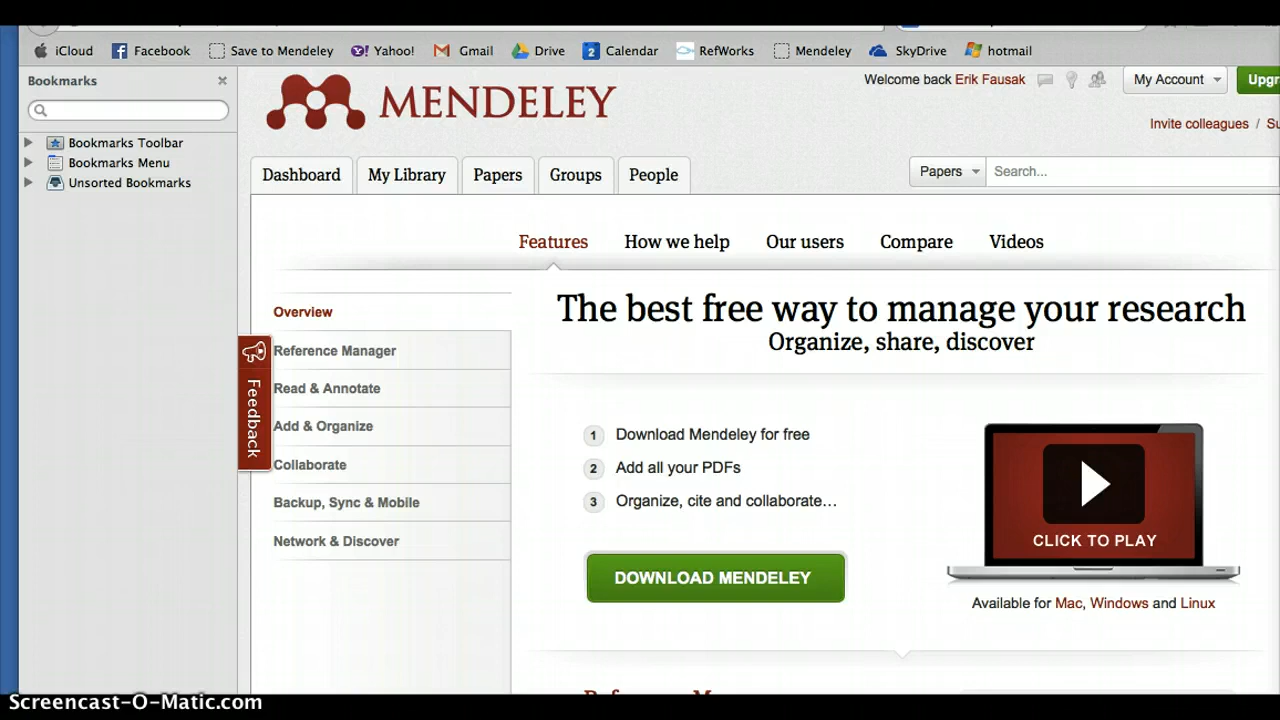 iCloud Facebook Save to Mendeley Yahoo! Gmail Drive 2 Calendar RefWorks Mendeley SkyDrive hotmail
Bookmarks
Bookmarks Toolbar
Bookmarks Menu
Unsorted Bookmarks
MENDELEY
Welcome back Erik Fausak
My Account
Upgr
Invite colleagues / Su
Dashboard My Library Papers Groups People
Papers Search...
Features How we help Our users Compare Videos
Overview
Reference Manager
Read & Annotate
Add & Organize
Collaborate
Backup, Sync & Mobile
Network & Discover
Feedback
The best free way to manage your research
Organize, share, discover
1 Download Mendeley for free
2 Add all your PDFs
3 Organize, cite and collaborate...
DOWNLOAD MENDELEY
CLICK TO PLAY
Available for Mac, Windows and Linux
Screencast-O-Matic.com